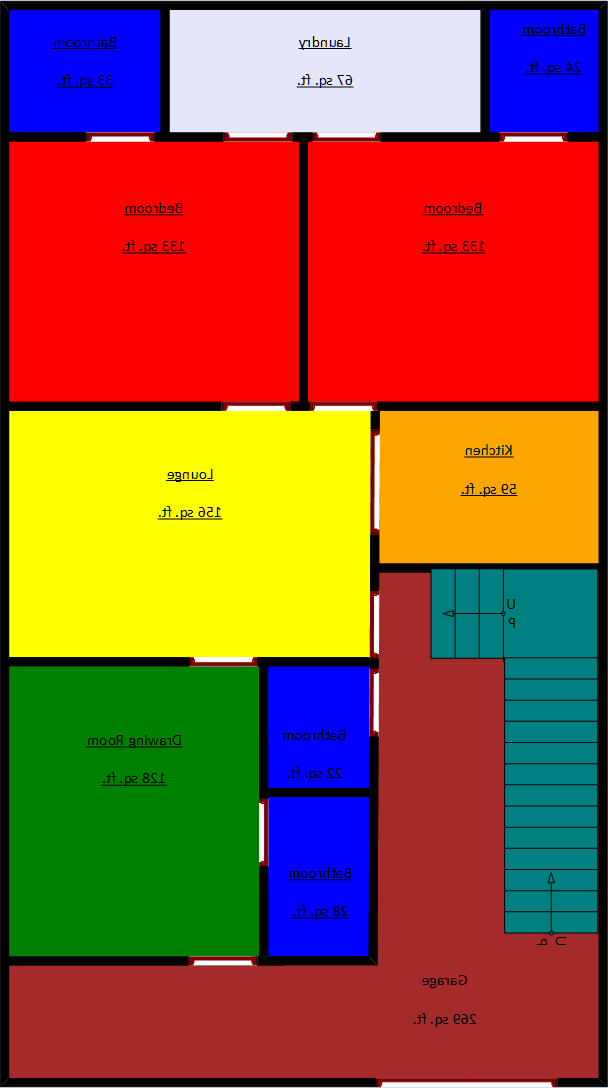 Bathroom
33 sq. ft.
Laundry
67 sq. ft.
Bathroom
24 sq. ft.
Bedroom
133 sq. ft.
Bedroom
133 sq. ft.
Lounge
156 sq. ft.
Kitchen
59 sq. ft.
Up
Drawing Room
128 sq. ft.
Bathroom
22 sq. ft.
Bathroom
28 sq. ft.
Up
Garage
269 sq. ft.